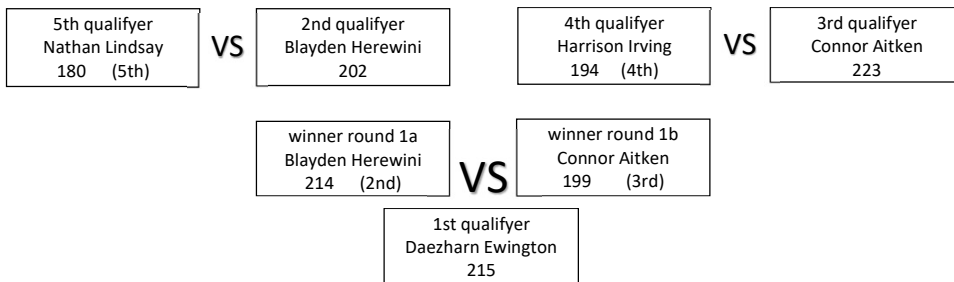 5th qualifyer
Nathan Lindsay
180 (5th)
VS
2nd qualifyer
Blayden Herewini
202
4th qualifyer
Harrison Irving
194 (4th)
VS
3rd qualifyer
Connor Aitken
223
winner round 1a
Blayden Herewini
214 (2nd)
VS
winner round 1b
Connor Aitken
199 (3rd)
1st qualifyer
Daezharn Ewington
215